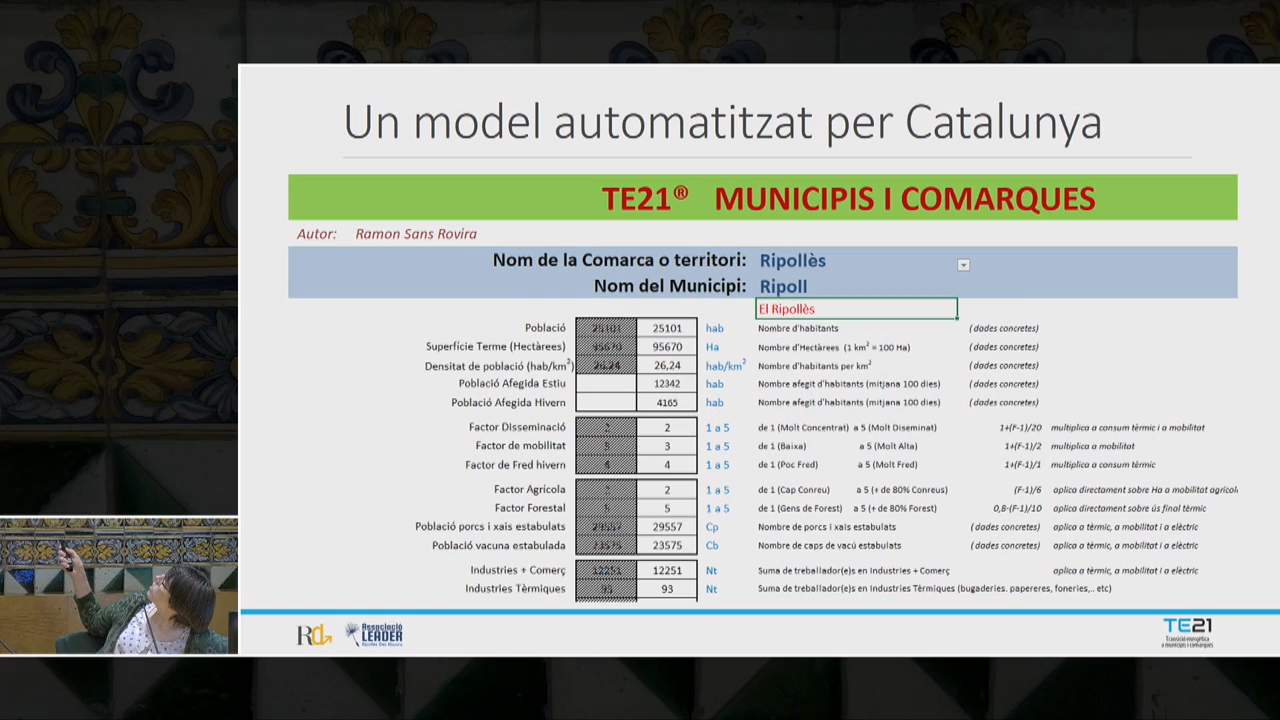 Un model automatitzat per Catalunya
TE21® MUNICIPIS I COMARQUES
Autor: Ramon Sans Rovira
Nom de la Comarca o territori: Ripollès
Nom del Municipi: Ripoll
El Ripollès
Població 25101 25101 hab Nombre d'habitants (dades concretes)
Superfície Terme (Hectàrees) 95670 95670 Ha Nombre d'Hectàrees (1 km² = 100 Ha) (dades concretes)
Densitat de població (hab/km²) 26,24 26,24 hab/km² Nombre d'habitants per km² (dades concretes)
Població Afegida Estiu 12342 hab Nombre afegit d'habitants (mitjana 100 dies) (dades concretes)
Població Afegida Hivern 4165 hab Nombre afegit d'habitants (mitjana 100 dies) (dades concretes)
Factor Disseminació 2 2 1 a 5 de 1 (Molt Concentrat) a 5 (Molt Diseminat) 1+(F-1)/20 multiplica a consum tèrmic i a mobilitat
Factor de mobilitat 3 3 1 a 5 de 1 (Baixa) a 5 (Molt Alta) 1+(F-1)/2 multiplica a mobilitat
Factor de Fred hivern 4 4 1 a 5 de 1 (Poc Fred) a 5 (Molt Fred) 1+(F-1)/1 multiplica a consum tèrmic
Factor Agrícola 2 2 1 a 5 de 1 (Cap Conreu) a 5 (+ de 80% Conreus) (F-1)/6 aplica directament sobre Ha a mobilitat agrícol
Factor Forestal 5 5 1 a 5 de 1 (Gens de Forest) a 5 (+ de 80% Forest) 0,8-(F-1)/10 aplica directament sobre ús final tèrmic
Població porcs i xais estabulats 29557 29557 Cp Nombre de porcs i xais estabulats (dades concretes) aplica a tèrmic, a mobilitat i a elèctric
Població vacuna estabulada 23575 23575 Cb Nombre de caps de vacú estabulats (dades concretes) aplica a tèrmic, a mobilitat i a elèctric
Industries + Comerç 12251 12251 Nt Suma de treballador(e)s en Industries + Comerç aplica a tèrmic, a mobilitat i a elèctric
Industries Tèrmiques 93 93 Nt Suma de treballador(e)s en Industries Tèrmiques (bugaderies. papereres, foneries,.. etc)
Rd
Associació
LEADER
TE21
Transició energètica
a municipis i comarques